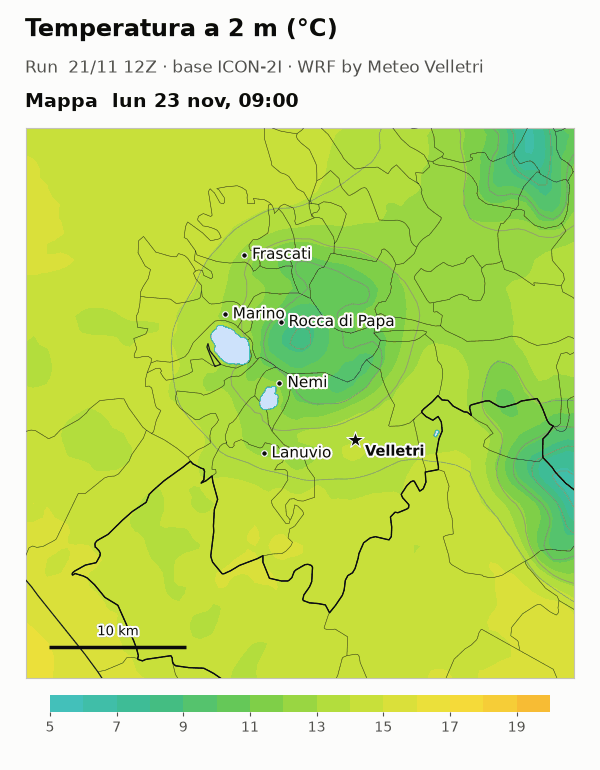 Temperatura a 2 m (°C)
Run  21/11 12Z · base ICON-2I · WRF by Meteo Velletri
Mappa  lun 23 nov, 09:00
Frascati
Marino
Rocca di Papa
Nemi
Lanuvio
Velletri
10 km
5 7 9 11 13 15 17 19